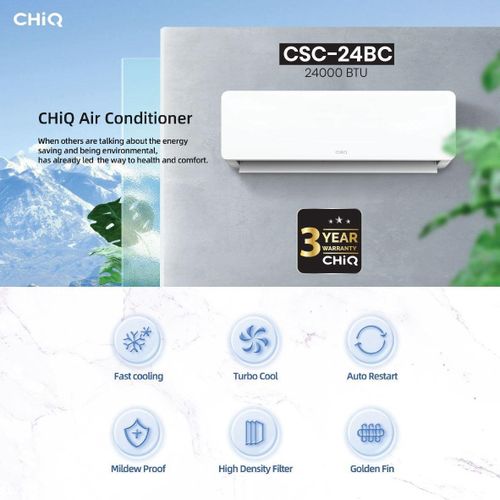 CHiQ
CSC-24BC
24000 BTU
CHiQ Air Conditioner
When others are talking about the energy
saving and being environmental,
has already led the way to health and comfort.
CHiQ
3 YEAR
WARRANTY
CHiQ
Fast cooling
Turbo Cool
Auto Restart
Mildew Proof
High Density Filter
Golden Fin